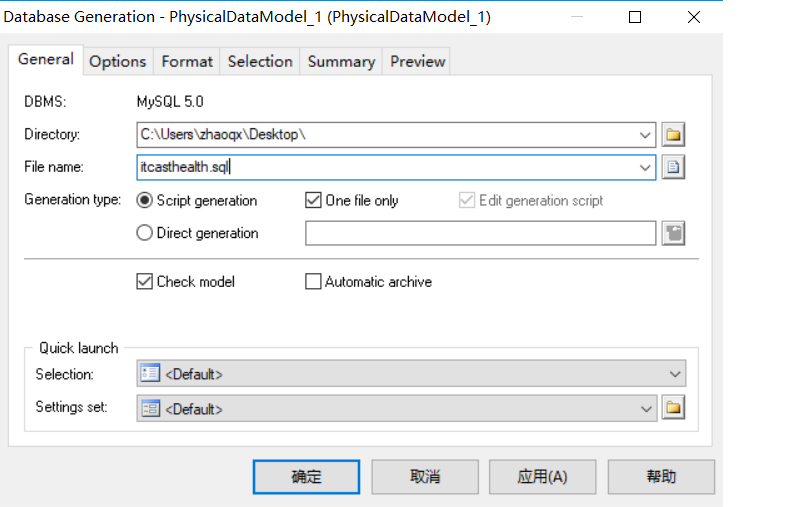 Database Generation - PhysicalDataModel_1 (PhysicalDataModel_1)
General Options Format Selection Summary Preview
DBMS: MySQL 5.0
Directory: C:\Users\zhaoqx\Desktop\
File name: itcasthealth.sql
Generation type: Script generation One file only Edit generation script
Direct generation
Check model Automatic archive
Quick launch
Selection: <Default>
Settings set: <Default>
确定 取消 应用(A) 帮助